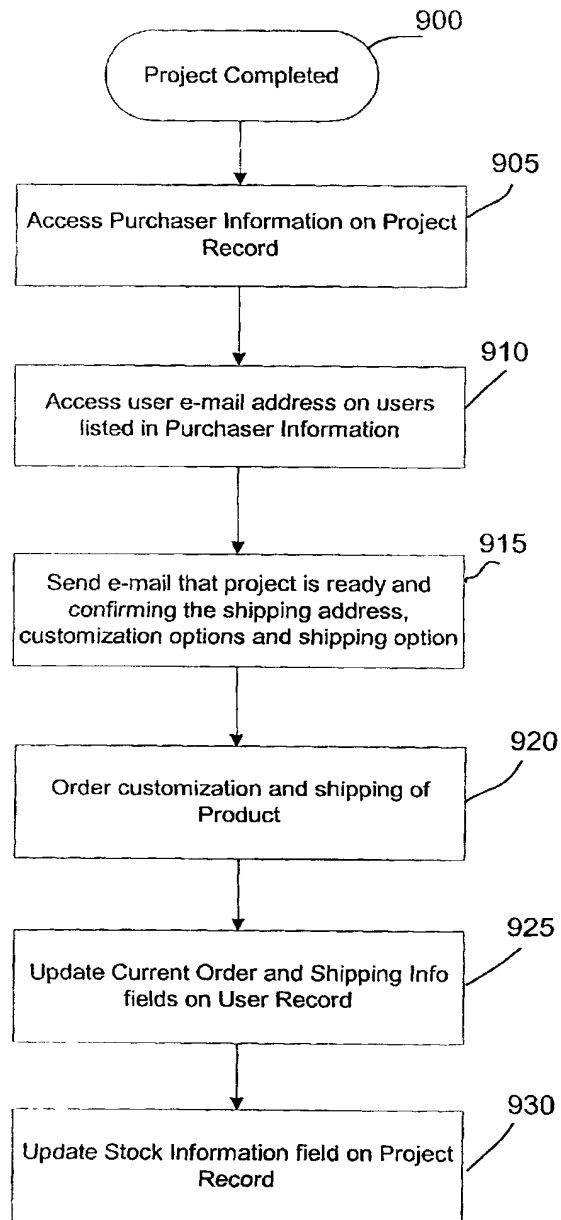 900
Project Completed
905
Access Purchaser Information on Project
Record
910
Access user e-mail address on users
listed in Purchaser Information
915
Send e-mail that project is ready and
confirming the shipping address,
customization options and shipping option
920
Order customization and shipping of
Product
925
Update Current Order and Shipping Info
fields on User Record
930
Update Stock Information field on Project
Record